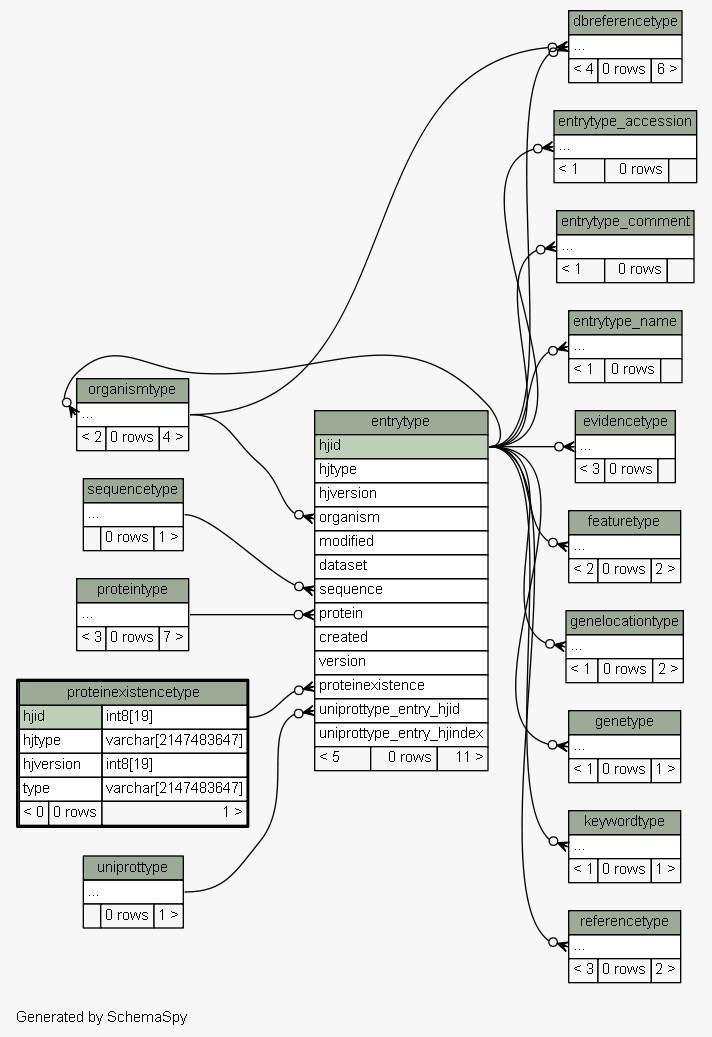 dbreferencetype
...
< 4 0 rows 6 >
entrytype_accession
...
< 1 0 rows
entrytype_comment
...
< 1 0 rows
entrytype_name
...
< 1 0 rows
organismtype
...
< 2 0 rows 4 >
sequencetype
...
0 rows 1 >
proteintype
...
< 3 0 rows 7 >
proteinexistencetype
hjid int8[19]
hjtype varchar[2147483647]
hjversion int8[19]
type varchar[2147483647]
< 0 0 rows 1 >
uniprottype
...
0 rows 1 >
entrytype
hjid
hjtype
hjversion
organism
modified
dataset
sequence
protein
created
version
proteinexistence
uniprottype_entry_hjid
uniprottype_entry_hjindex
< 5 0 rows 11 >
evidencetype
...
< 3 0 rows
featuretype
...
< 2 0 rows 2 >
genelocationtype
...
< 1 0 rows 2 >
genetype
...
< 1 0 rows 1 >
keywordtype
...
< 1 0 rows 1 >
referencetype
...
< 3 0 rows 2 >
Generated by SchemaSpy